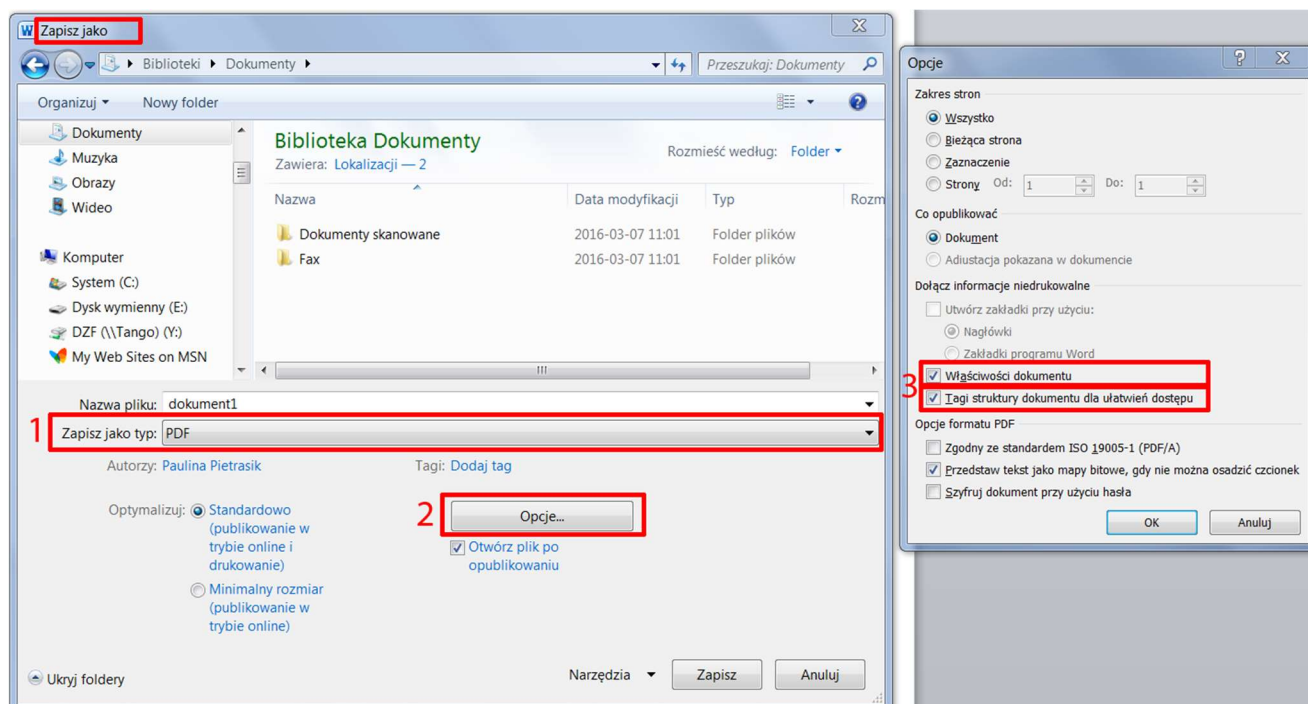 Zapisz jako
Biblioteki Dokumenty
Przeszukaj: Dokumenty
Organizuj Nowy folder
Dokumenty
Muzyka
Obrazy
Wideo
Komputer
System (C:)
Dysk wymienny (E:)
DZF (\\Tango) (Y:)
My Web Sites on MSN
Biblioteka Dokumenty
Zawiera: Lokalizacji — 2
Rozmieść według: Folder
Nazwa Data modyfikacji Typ Rozm
Dokumenty skanowane 2016-03-07 11:01 Folder plików
Fax 2016-03-07 11:01 Folder plików
Nazwa pliku: dokument1
1 Zapisz jako typ: PDF
Autorzy: Paulina Pietrasik Tagi: Dodaj tag
Optymalizuj: Standardowo
(publikowanie w
trybie online i
drukowanie)
Minimalny rozmiar
(publikowanie w
trybie online)
2 Opcje...
Otwórz plik po
opublikowaniu
Ukryj foldery
Narzędzia Zapisz Anuluj
Opcje
Zakres stron
Wszystko
Bieżąca strona
Zaznaczenie
Strony Od: 1 Do: 1
Co opublikować
Dokument
Adiustacja pokazana w dokumencie
Dołącz informacje niedrukowalne
Utwórz zakładki przy użyciu:
Nagłówki
Zakładki programu Word
3 Właściwości dokumentu
Tagi struktury dokumentu dla ułatwień dostępu
Opcje formatu PDF
Zgodny ze standardem ISO 19005-1 (PDF/A)
Przedstaw tekst jako mapy bitowe, gdy nie można osadzić czcionek
Szyfruj dokument przy użyciu hasła
OK Anuluj